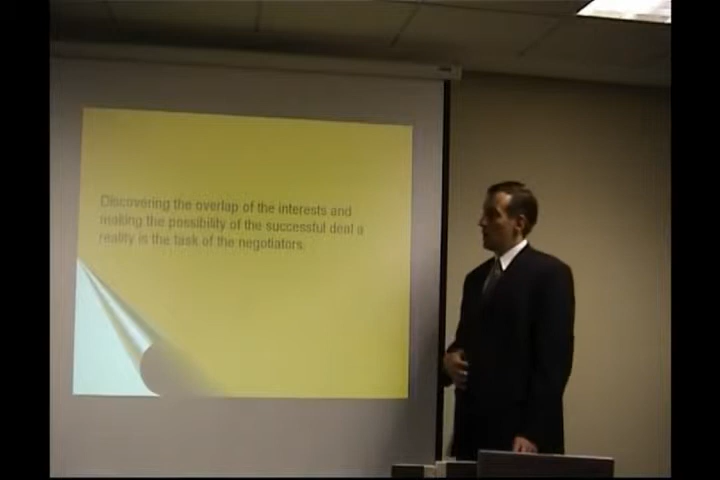 Discovering the overlap of the interests and
making the possibility of the successful deal a
reality is the task of the negotiators.